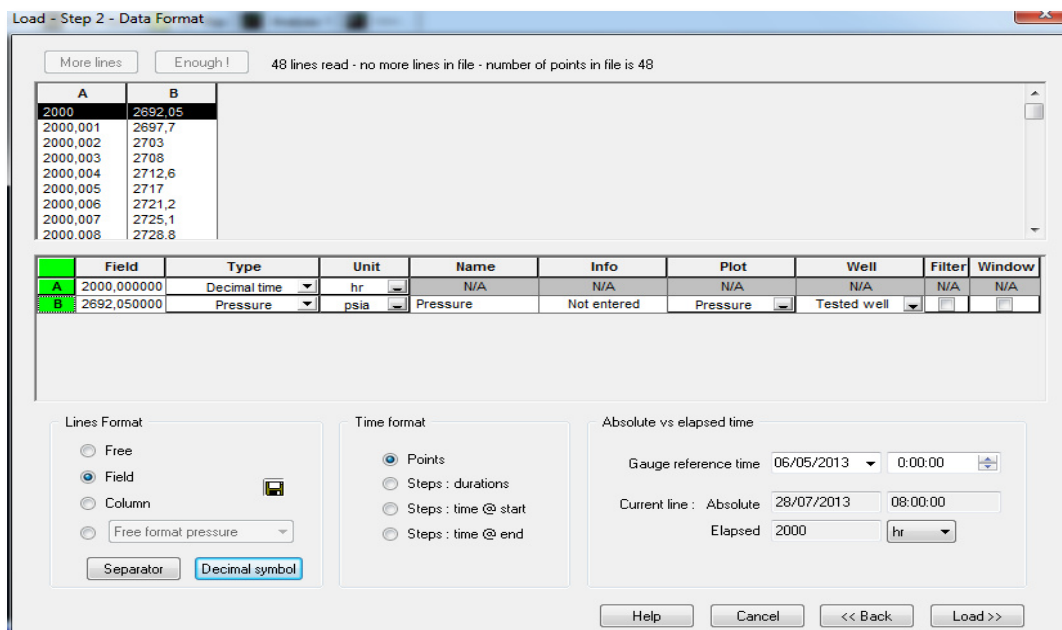 Load - Step 2 - Data Format
More lines Enough ! 48 lines read - no more lines in file - number of points in file is 48
A B
2000 2692,05
2000,001 2697,7
2000,002 2703
2000,003 2708
2000,004 2712,6
2000,005 2717
2000,006 2721,2
2000,007 2725,1
2000,008 2728,8
Field Type Unit Name Info Plot Well Filter Window
A 2000,000000 Decimal time hr N/A N/A N/A N/A N/A N/A
B 2692,050000 Pressure psia Pressure Not entered Pressure Tested well
Lines Format Time format Absolute vs elapsed time
Free
Field
Column
Free format pressure
Separator Decimal symbol
Points
Steps : durations
Steps : time @ start
Steps : time @ end
Gauge reference time 06/05/2013 0:00:00
Current line : Absolute 28/07/2013 08:00:00
Elapsed 2000 hr
Help Cancel << Back Load >>